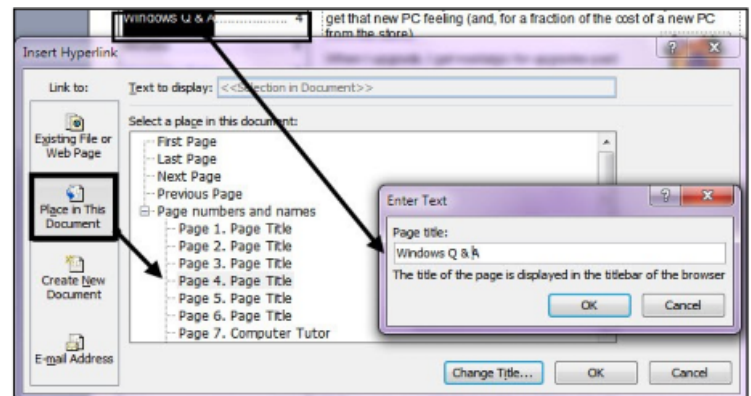 Windows Q & A.................. 4
get that new PC feeling (and, for a fraction of the cost of a new PC
from the store)
Insert Hyperlink
Link to:
Text to display: <<Selection in Document>>
Existing File or
Web Page
Place in This
Document
Create New
Document
E-mail Address
Select a place in this document:
First Page
Last Page
Next Page
Previous Page
Page numbers and names
Page 1. Page Title
Page 2. Page Title
Page 3. Page Title
Page 4. Page Title
Page 5. Page Title
Page 6. Page Title
Page 7. Computer Tutor
Enter Text
Page title:
Windows Q & A
The title of the page is displayed in the titlebar of the browser
OK
Cancel
Change Title...
OK
Cancel